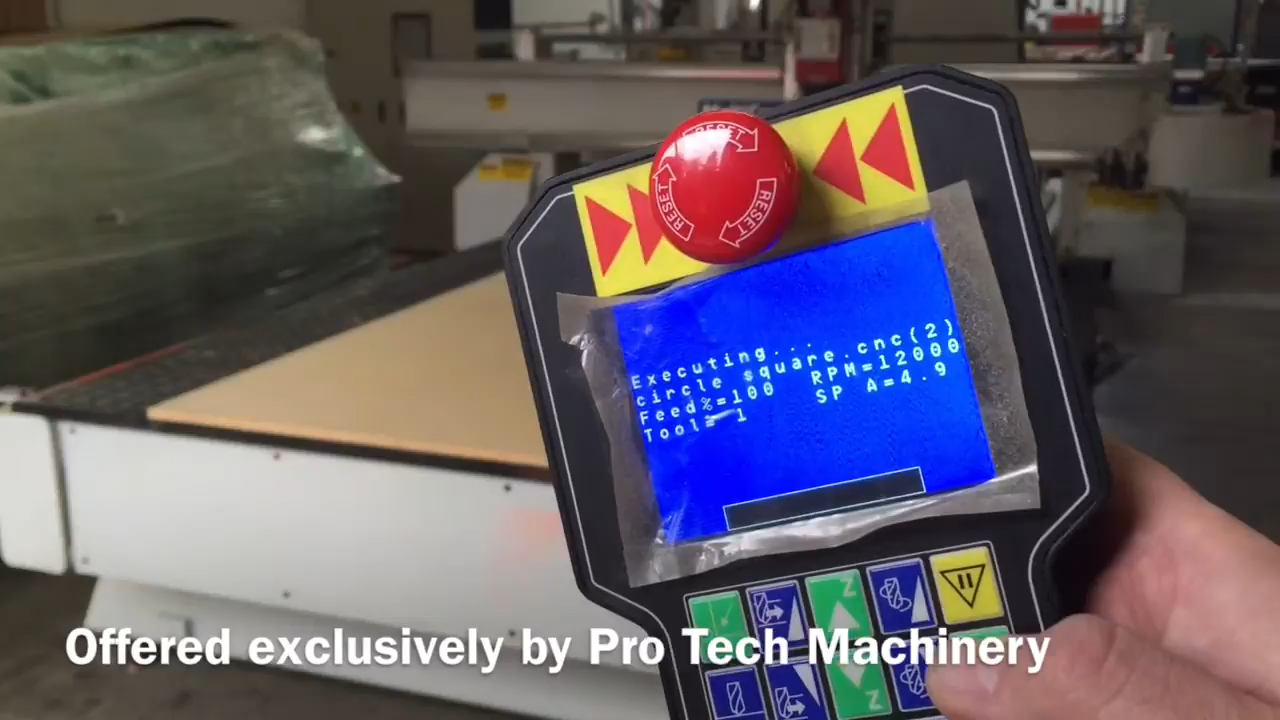 RESET
RESET
RESET
Executing...
circle square.cnc(2)
Feed%=100 RPM=12000
Tool= 1 SP A=4.9
Z
Z
Offered exclusively by Pro Tech Machinery